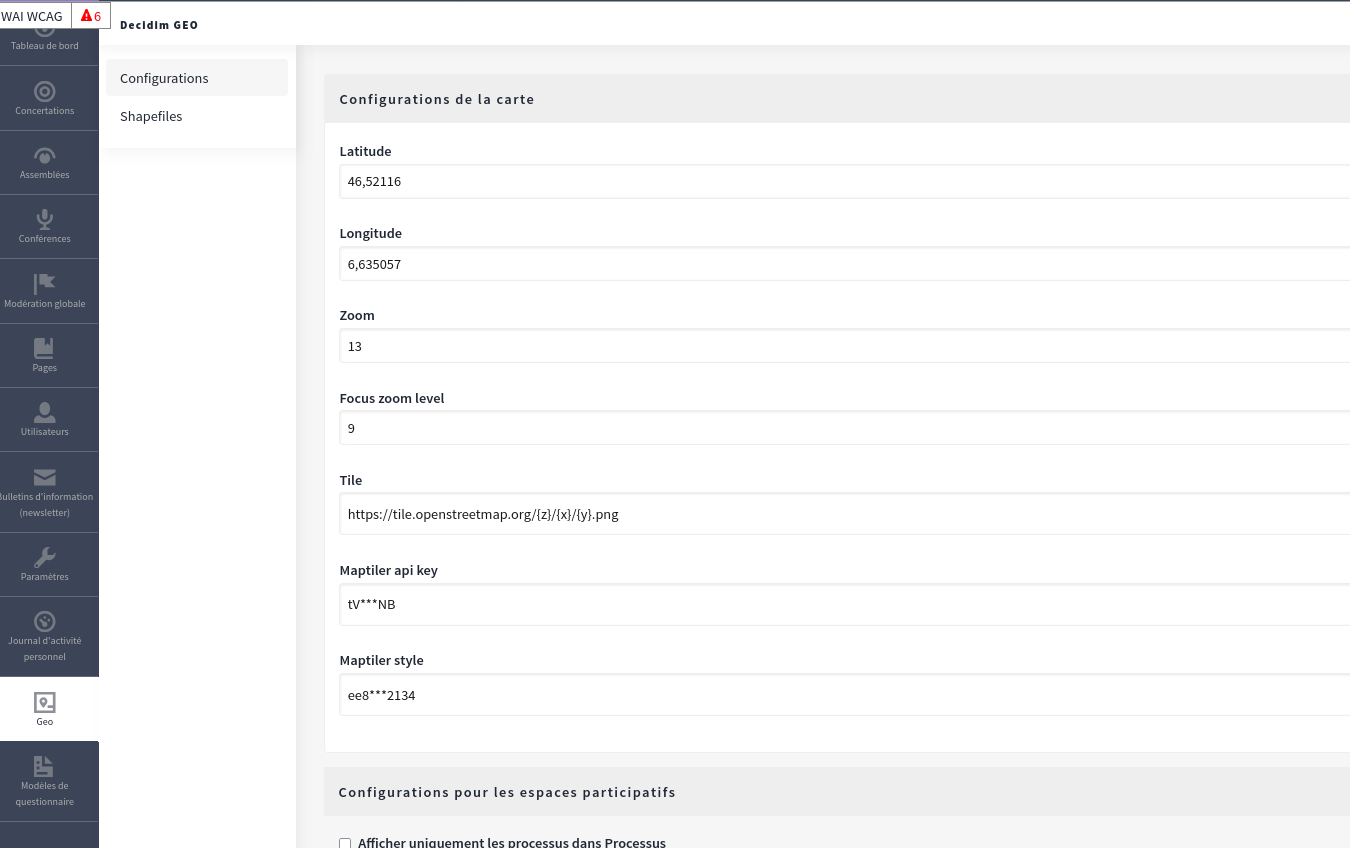 WAI WCAG
6
Decidim GEO
Tableau de bord
Concertations
Assemblées
Conférences
Modération globale
Pages
Utilisateurs
Bulletins d'information
(newsletter)
Paramètres
Journal d'activité
personnel
Geo
Modèles de
questionnaire
Configurations
Shapefiles
Configurations de la carte
Latitude
46,52116
Longitude
6,635057
Zoom
13
Focus zoom level
9
Tile
https://tile.openstreetmap.org/{z}/{x}/{y}.png
Maptiler api key
tV***NB
Maptiler style
ee8***2134
Configurations pour les espaces participatifs
Afficher uniquement les processus dans Processus